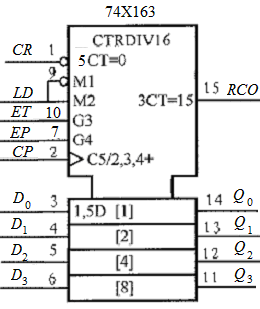 74X163
CTRDIV16
CR 1 5CT=0
9 M1
LD M2 3CT=15 15 RCO
ET 10 G3
EP 7 G4
CP 2 C5/2,3,4+
D0 3 1,5D [1] 14 Q0
D1 4 [2] 13 Q1
D2 5 [4] 12 Q2
D3 6 [8] 11 Q3